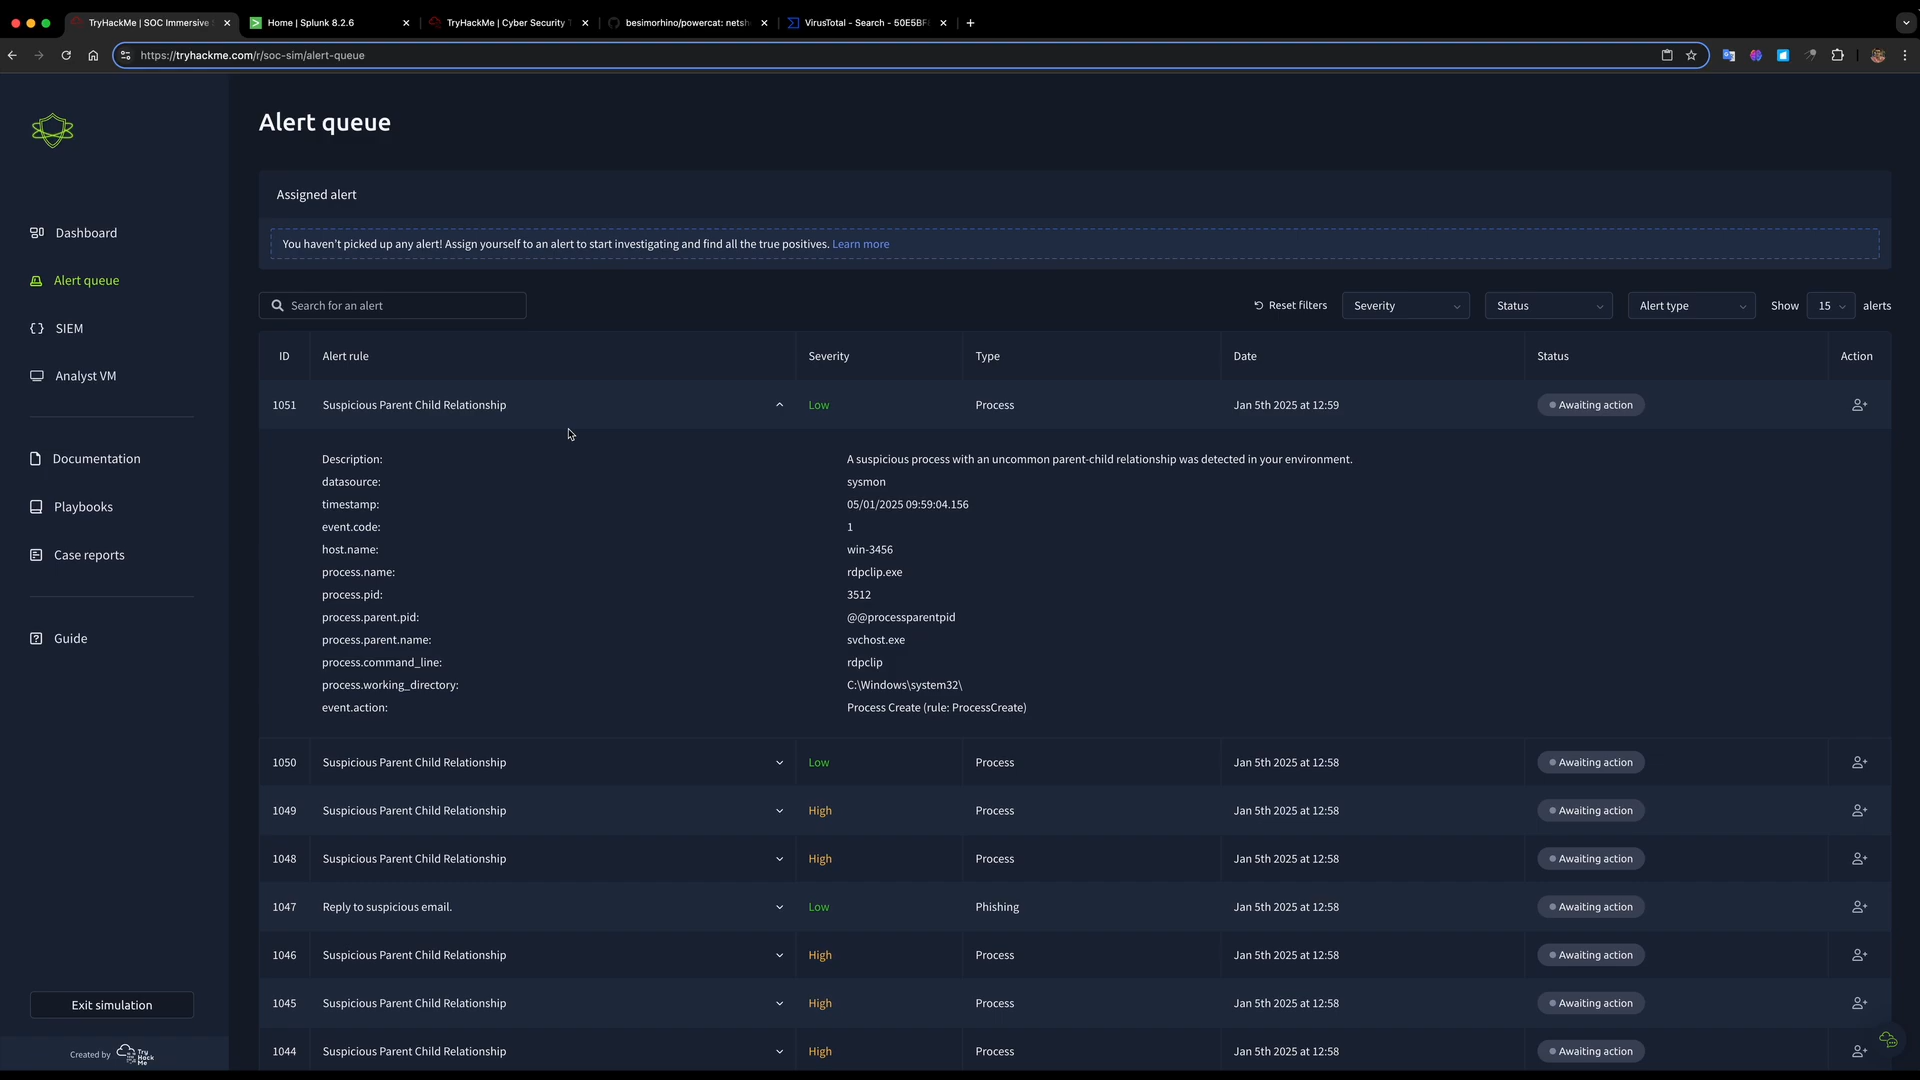 TryHackMe | SOC Immersive
Home | Splunk 8.2.6
TryHackMe | Cyber Security
besimorhino/powercat: netsh
VirusTotal - Search - 50E5BF
https://tryhackme.com/r/soc-sim/alert-queue
Alert queue
Assigned alert
You haven't picked up any alert! Assign yourself to an alert to start investigating and find all the true positives. Learn more
Dashboard
Alert queue
SIEM
Analyst VM
Documentation
Playbooks
Case reports
Guide
Exit simulation
Created by Try Hack Me
Search for an alert
Reset filters Severity Status Alert type Show 15 alerts
ID Alert rule Severity Type Date Status Action
1051 Suspicious Parent Child Relationship Low Process Jan 5th 2025 at 12:59 Awaiting action
Description: A suspicious process with an uncommon parent-child relationship was detected in your environment.
datasource: sysmon
timestamp: 05/01/2025 09:59:04.156
event.code: 1
host.name: win-3456
process.name: rdpclip.exe
process.pid: 3512
process.parent.pid: @@processparentpid
process.parent.name: svchost.exe
process.command_line: rdpclip
process.working_directory: C:\Windows\system32\
event.action: Process Create (rule: ProcessCreate)
1050 Suspicious Parent Child Relationship Low Process Jan 5th 2025 at 12:58 Awaiting action
1049 Suspicious Parent Child Relationship High Process Jan 5th 2025 at 12:58 Awaiting action
1048 Suspicious Parent Child Relationship High Process Jan 5th 2025 at 12:58 Awaiting action
1047 Reply to suspicious email. Low Phishing Jan 5th 2025 at 12:58 Awaiting action
1046 Suspicious Parent Child Relationship High Process Jan 5th 2025 at 12:58 Awaiting action
1045 Suspicious Parent Child Relationship High Process Jan 5th 2025 at 12:58 Awaiting action
1044 Suspicious Parent Child Relationship High Process Jan 5th 2025 at 12:58 Awaiting action